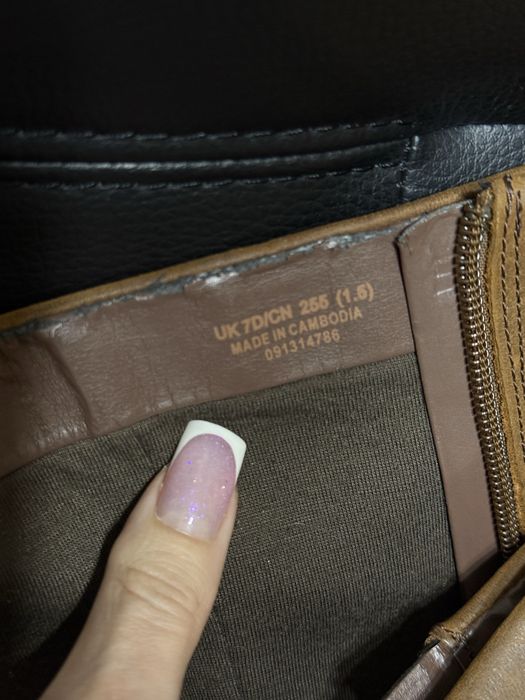 UK 7D/CN 255 (1.5)
MADE IN CAMBODIA
091314786